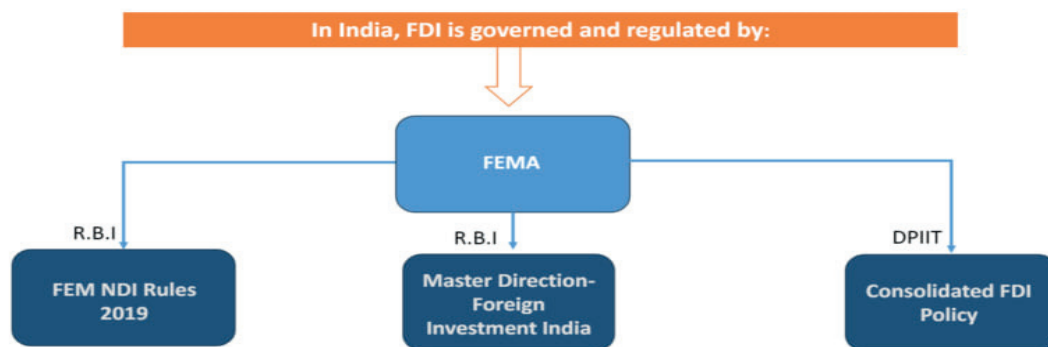 In India, FDI is governed and regulated by:
FEMA
R.B.I
R.B.I
DPIIT
FEM NDI Rules
2019
Master Direction-
Foreign
Investment India
Consolidated FDI
Policy